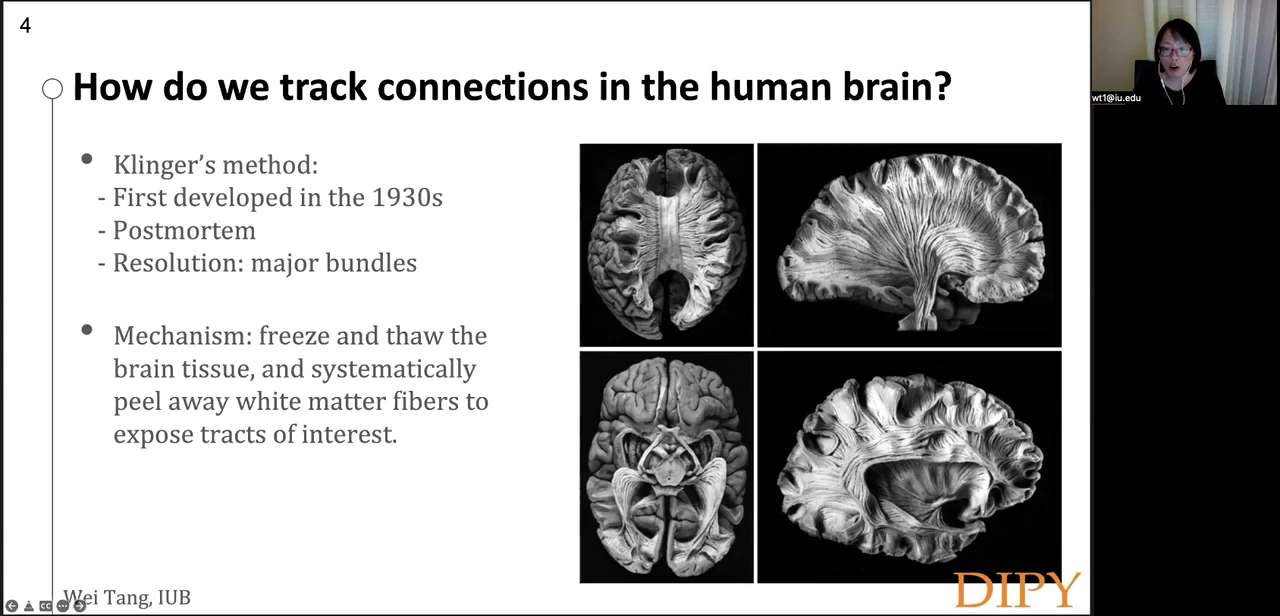 4
How do we track connections in the human brain?
wt1@iu.edu
• Klinger’s method:
- First developed in the 1930s
- Postmortem
- Resolution: major bundles
• Mechanism: freeze and thaw the
brain tissue, and systematically
peel away white matter fibers to
expose tracts of interest.
Wei Tang, IUB
CC
DIPY